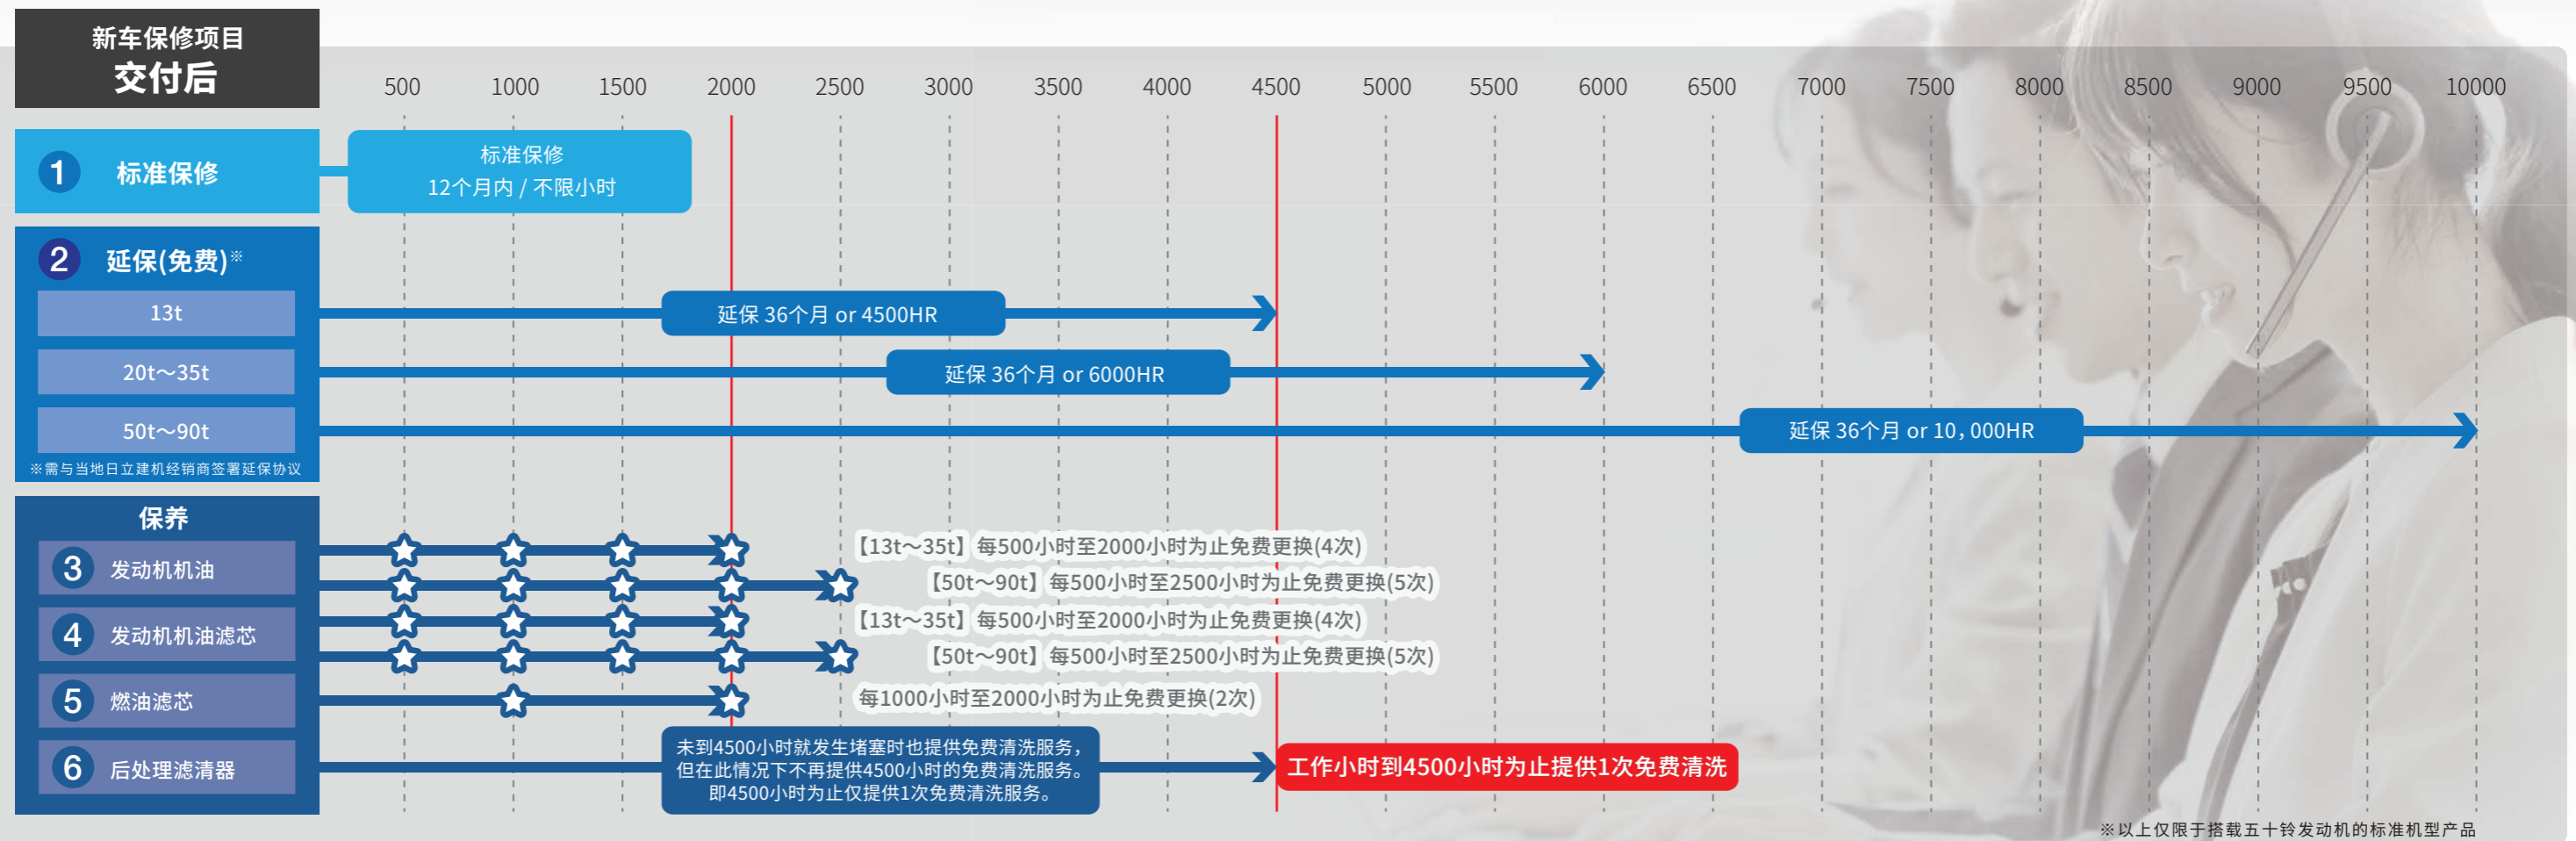 新车保修项目
交付后
500 1000 1500 2000 2500 3000 3500 4000 4500 5000 5500 6000 6500 7000 7500 8000 8500 9000 9500 10000
1 标准保修
标准保修
12个月内 / 不限小时
2 延保(免费)※
13t
延保 36个月 or 4500HR
20t～35t
延保 36个月 or 6000HR
50t～90t
延保 36个月 or 10，000HR
※需与当地日立建机经销商签署延保协议
保养
3 发动机机油
【13t～35t】每500小时至2000小时为止免费更换(4次)
【50t～90t】每500小时至2500小时为止免费更换(5次)
4 发动机机油滤芯
【13t～35t】每500小时至2000小时为止免费更换(4次)
【50t～90t】每500小时至2500小时为止免费更换(5次)
5 燃油滤芯
每1000小时至2000小时为止免费更换(2次)
6 后处理滤清器
未到4500小时就发生堵塞时也提供免费清洗服务，
但在此情况下不再提供4500小时的免费清洗服务。
即4500小时为止仅提供1次免费清洗服务。
工作小时到4500小时为止提供1次免费清洗
※以上仅限于搭载五十铃发动机的标准机型产品